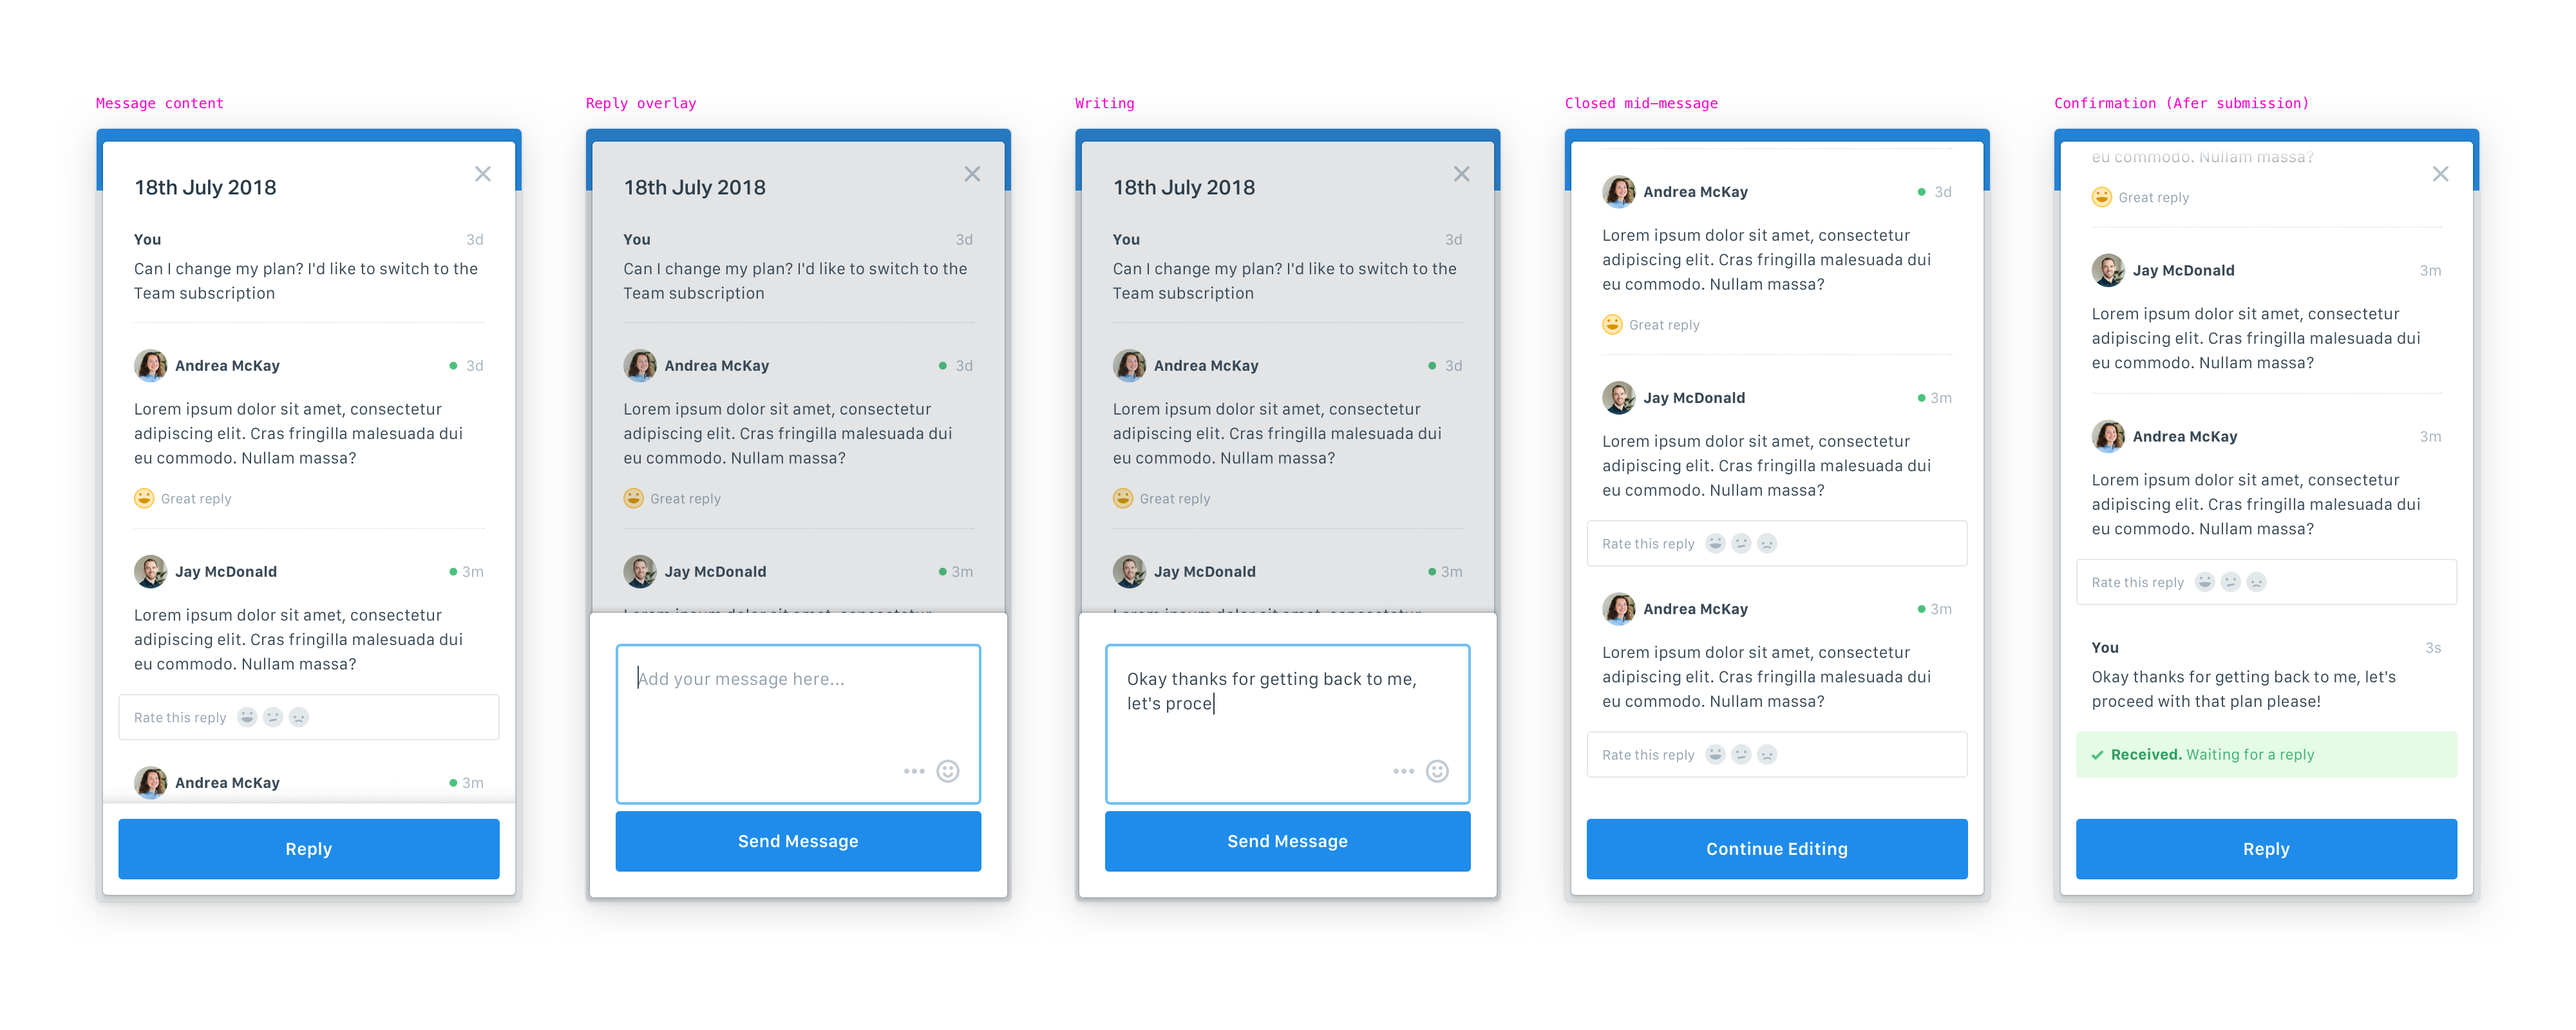 Message content
18th July 2018
You 3d
Can I change my plan? I'd like to switch to the
Team subscription
Andrea McKay 3d
Lorem ipsum dolor sit amet, consectetur
adipiscing elit. Cras fringilla malesuada dui
eu commodo. Nullam massa?
Great reply
Jay McDonald 3m
Lorem ipsum dolor sit amet, consectetur
adipiscing elit. Cras fringilla malesuada dui
eu commodo. Nullam massa?
Rate this reply
Andrea McKay 3m
Reply
Reply overlay
18th July 2018
You 3d
Can I change my plan? I'd like to switch to the
Team subscription
Andrea McKay 3d
Lorem ipsum dolor sit amet, consectetur
adipiscing elit. Cras fringilla malesuada dui
eu commodo. Nullam massa?
Great reply
Jay McDonald 3m
Lorem ipsum dolor sit amet, consectetur
Add your message here...
Send Message
Writing
18th July 2018
You 3d
Can I change my plan? I'd like to switch to the
Team subscription
Andrea McKay 3d
Lorem ipsum dolor sit amet, consectetur
adipiscing elit. Cras fringilla malesuada dui
eu commodo. Nullam massa?
Great reply
Jay McDonald 3m
Lorem ipsum dolor sit amet, consectetur
Okay thanks for getting back to me,
let's proce
Send Message
Closed mid-message
Andrea McKay 3d
Lorem ipsum dolor sit amet, consectetur
adipiscing elit. Cras fringilla malesuada dui
eu commodo. Nullam massa?
Great reply
Jay McDonald 3m
Lorem ipsum dolor sit amet, consectetur
adipiscing elit. Cras fringilla malesuada dui
eu commodo. Nullam massa?
Rate this reply
Andrea McKay 3m
Lorem ipsum dolor sit amet, consectetur
adipiscing elit. Cras fringilla malesuada dui
eu commodo. Nullam massa?
Rate this reply
Continue Editing
Confirmation (Afer submission)
eu commodo. Nullam massa?
Great reply
Jay McDonald 3m
Lorem ipsum dolor sit amet, consectetur
adipiscing elit. Cras fringilla malesuada dui
eu commodo. Nullam massa?
Andrea McKay 3m
Lorem ipsum dolor sit amet, consectetur
adipiscing elit. Cras fringilla malesuada dui
eu commodo. Nullam massa?
Rate this reply
You 3s
Okay thanks for getting back to me, let's
proceed with that plan please!
Received. Waiting for a reply
Reply